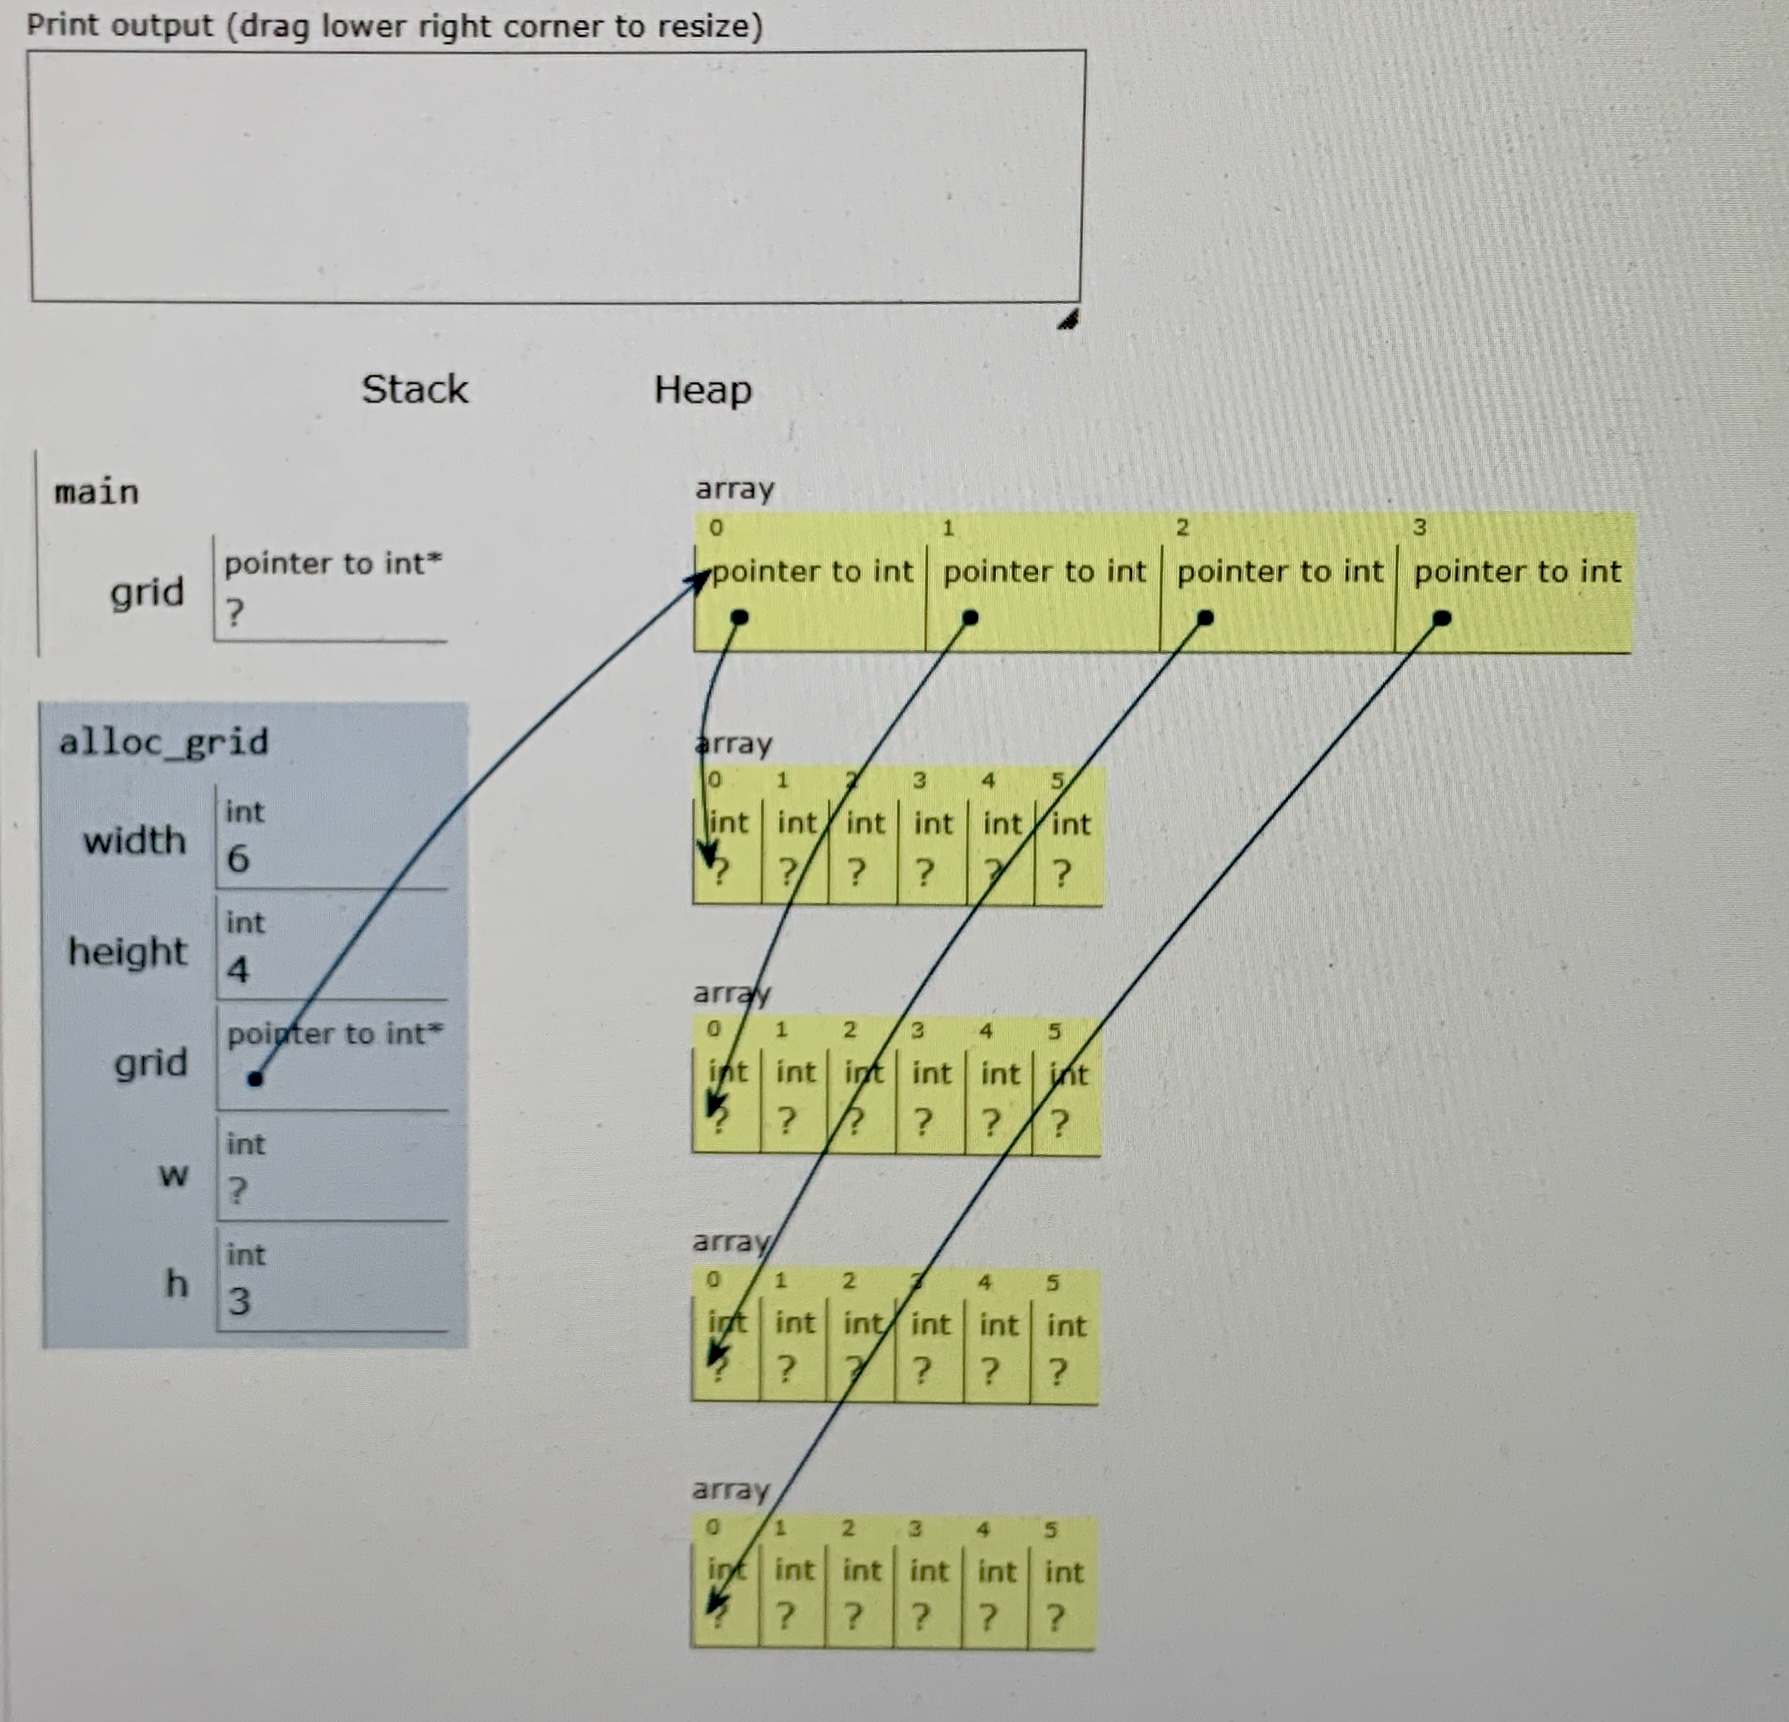 Print output (drag lower right corner to resize)
Stack Heap
main
grid
pointer to int*
?
alloc_grid
width
int
6
height
int
4
grid
pointer to int*
w
int
?
h
int
3
array
0 1 2 3
pointer to int pointer to int pointer to int pointer to int
array
0 1 2 3 4 5
int int int int int int
? ? ? ? ? ?
array
0 1 2 3 4 5
int int int int int int
? ? ? ? ? ?
array
0 1 2 3 4 5
int int int int int int
? ? ? ? ? ?
array
0 1 2 3 4 5
int int int int int int
? ? ? ? ? ?